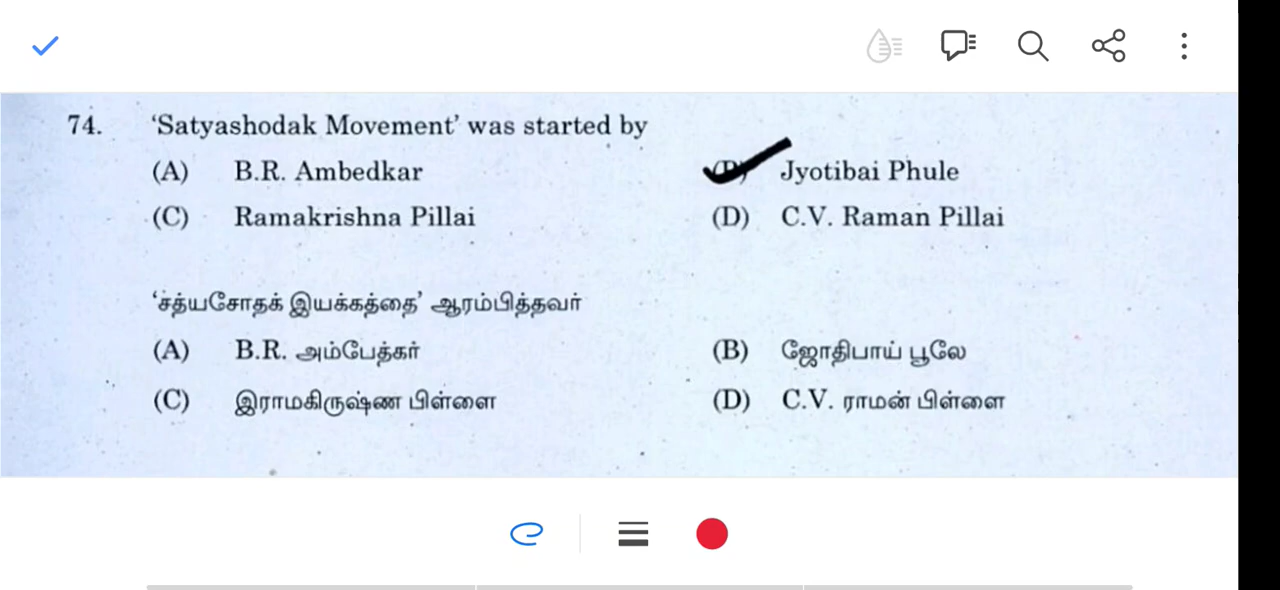 74. ‘Satyashodak Movement’ was started by
(A) B.R. Ambedkar (B) Jyotibai Phule
(C) Ramakrishna Pillai (D) C.V. Raman Pillai
‘சத்யசோதக் இயக்கத்தை’ ஆரம்பித்தவர்
(A) B.R. அம்பேத்கர் (B) ஜோதிபாய் பூலே
(C) இராமகிருஷ்ண பிள்ளை (D) C.V. ராமன் பிள்ளை